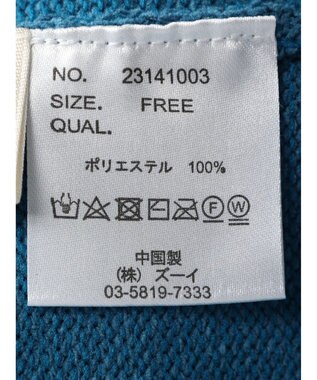 NO. 23141003
SIZE. FREE
QUAL.
ポリエステル 100%
F W
中国製
(株) ズーイ
03-5819-7333